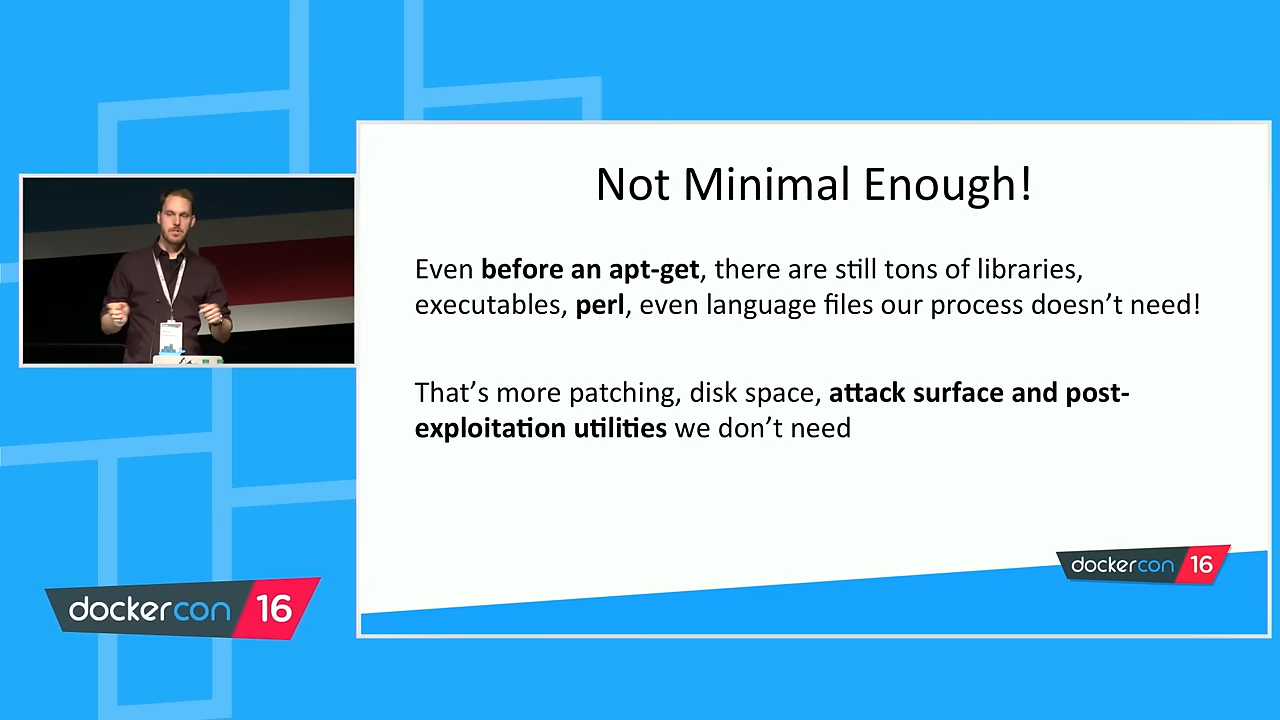 Not Minimal Enough!
Even before an apt-get, there are still tons of libraries,
executables, perl, even language files our process doesn’t need!
That’s more patching, disk space, attack surface and post-
exploitation utilities we don’t need
dockercon 16
dockercon 16